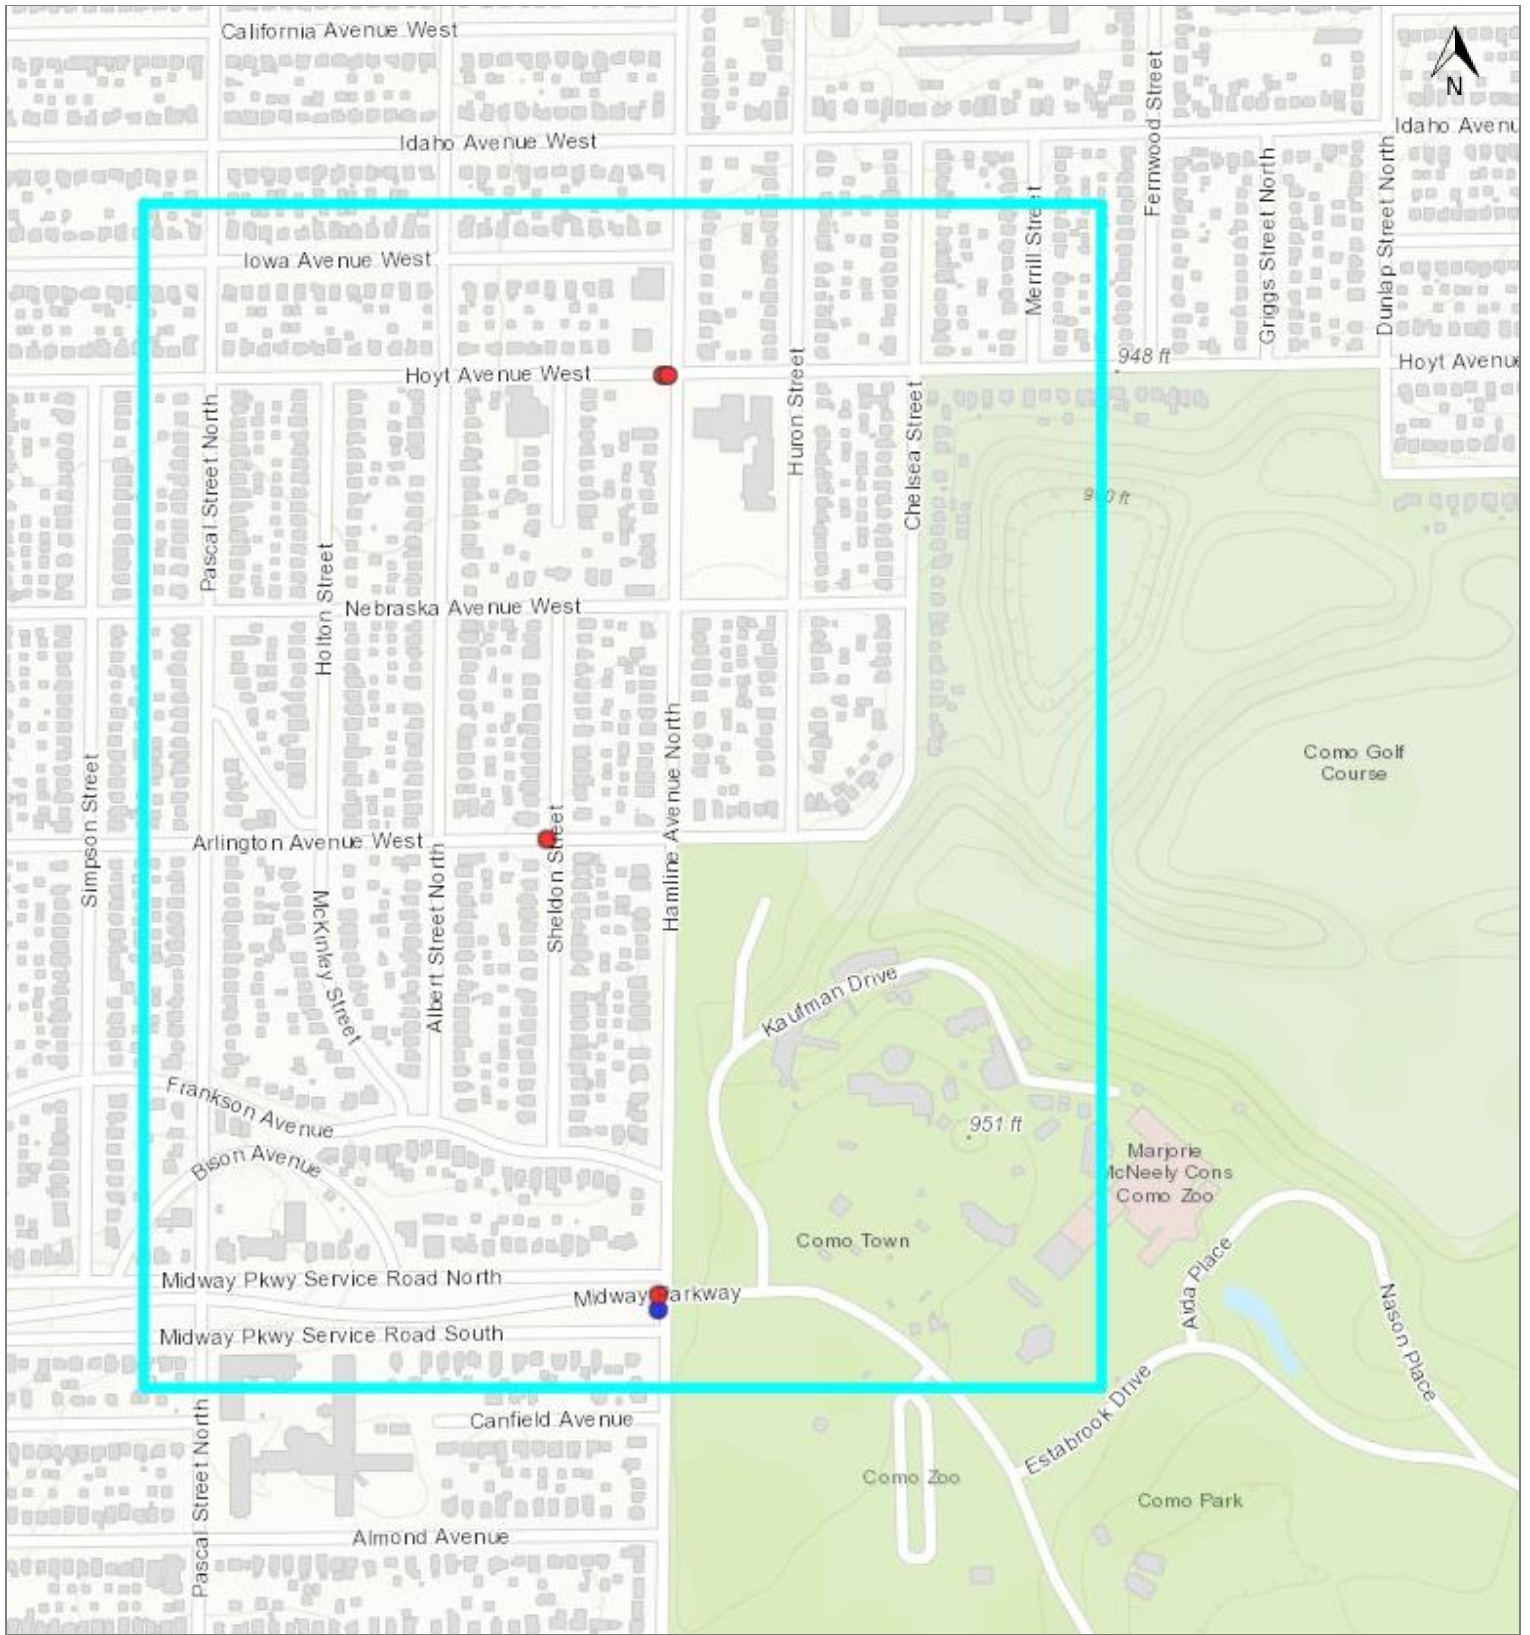 California Avenue West
N
Idaho Avenue West
Idaho Avenu
Fernwood Street
Merrill Street
Griggs Street North
Dunlap Street North
Iowa Avenue West
948 ft
Hoyt Avenue
Hoyt Avenue West
Huron Street
Pascal Street North
Chelsea Street
ft
Holton Street
Nebraska Avenue West
Como Golf
Course
Simpson Street
Hamline Avenue North
Arlington Avenue West
Sheldon Street
Albert Street North
McKinley Street
Kaufman Drive
Frankson Avenue
951 ft
Bison Avenue
Marjorie
McNeely Cons
Como Zoo
Como Town
Midway Pkwy Service Road North
Midway Parkway
Aida Place
Nason Place
Midway Pkwy Service Road South
Estabrook Drive
Canfield Avenue
Pascal Street North
Como Zoo
Como Park
Almond Avenue